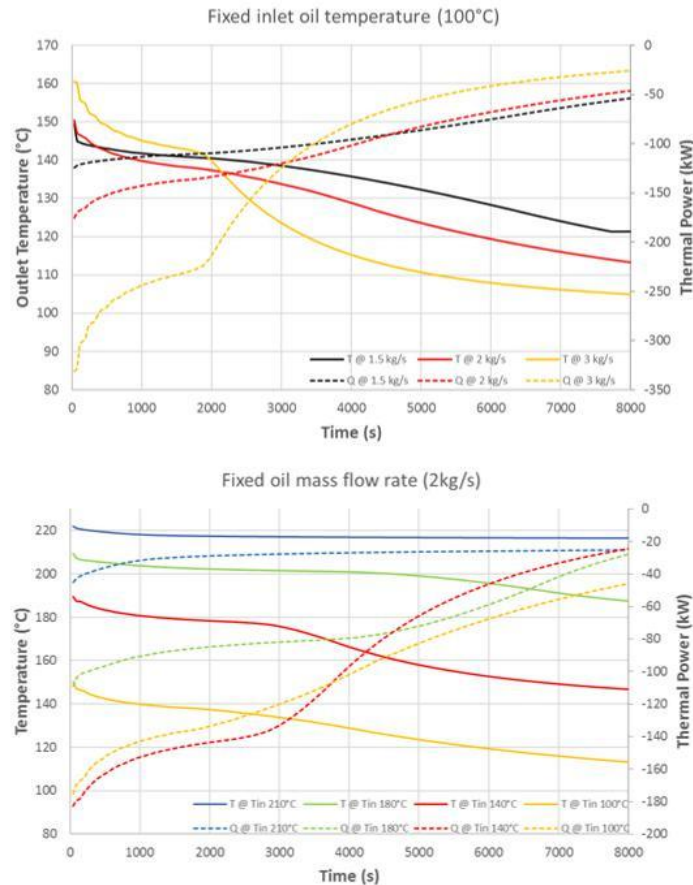 Fixed inlet oil temperature (100°C)
170
160
150
140
130
120
110
100
90
80
Outlet Temperature (°C)
0
-50
-100
-150
-200
-250
-300
-350
Thermal Power (kW)
T @ 1.5 kg/s T @ 2 kg/s T @ 3 kg/s
Q @ 1.5 kg/s Q @ 2 kg/s Q @ 3 kg/s
0 1000 2000 3000 4000 5000 6000 7000 8000
Time (s)
Fixed oil mass flow rate (2kg/s)
220
200
180
160
140
120
100
80
Temperature (°C)
0
-20
-40
-60
-80
-100
-120
-140
-160
-180
-200
Thermal Power (kW)
T @ Tin 210°C T @ Tin 180°C T @ Tin 140°C T @ Tin 100°C
Q @ Tin 210°C Q @ Tin 180°C Q @ Tin 140°C Q @ Tin 100°C
0 1000 2000 3000 4000 5000 6000 7000 8000
Time (s)